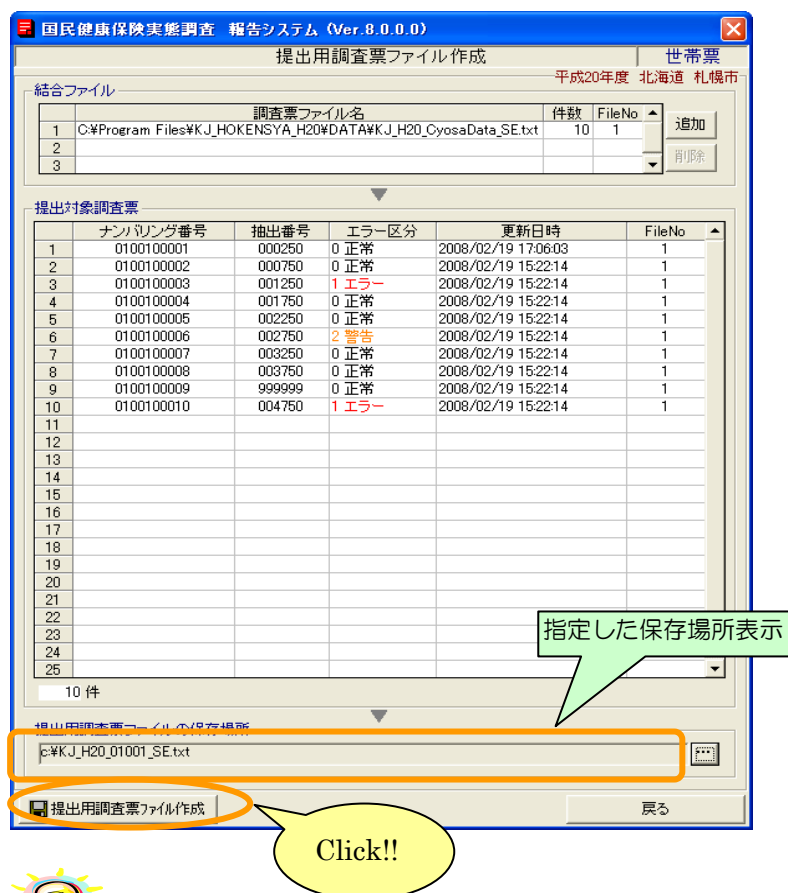 国民健康保険実態調査 報告システム (Ver.8.0.0.0)
提出用調査票ファイル作成 世帯票
平成20年度 北海道 札幌市
結合ファイル
調査票ファイル名 件数 FileNo
1 C:¥Program Files¥KJ_HOKENSYA_H20¥DATA¥KJ_H20_CyosaData_SE.txt 10 1
追加
2
3
削除
提出対象調査票
ナンバリング番号 抽出番号 エラー区分 更新日時 FileNo
1 0100100001 000250 0 正常 2008/02/19 17:06:03 1
2 0100100002 000750 0 正常 2008/02/19 15:22:14 1
3 0100100003 001250 1 エラー 2008/02/19 15:22:14 1
4 0100100004 001750 0 正常 2008/02/19 15:22:14 1
5 0100100005 002250 0 正常 2008/02/19 15:22:14 1
6 0100100006 002750 2 警告 2008/02/19 15:22:14 1
7 0100100007 003250 0 正常 2008/02/19 15:22:14 1
8 0100100008 003750 0 正常 2008/02/19 15:22:14 1
9 0100100009 999999 0 正常 2008/02/19 15:22:14 1
10 0100100010 004750 1 エラー 2008/02/19 15:22:14 1
11
12
13
14
15
16
17
18
19
20
21
22
23
24
25
指定した保存場所表示
10 件
提出用調査票ファイルの保存場所
c:¥KJ_H20_01001_SE.txt
...
提出用調査票ファイル作成
戻る
Click!!